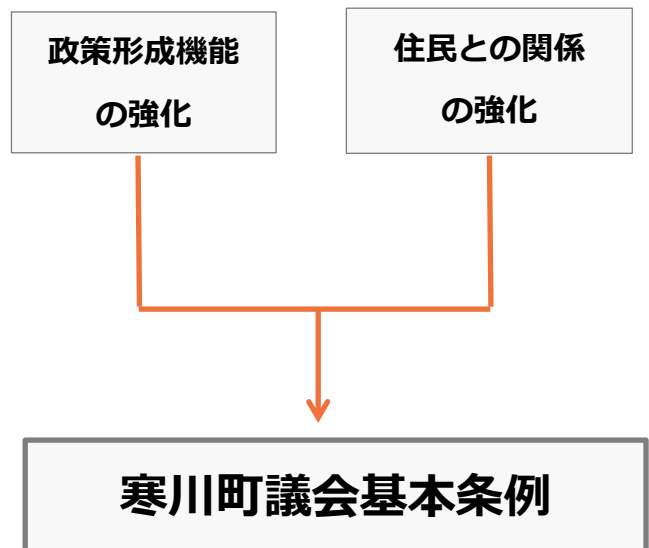 政策形成機能
の強化
住民との関係
の強化
寒川町議会基本条例